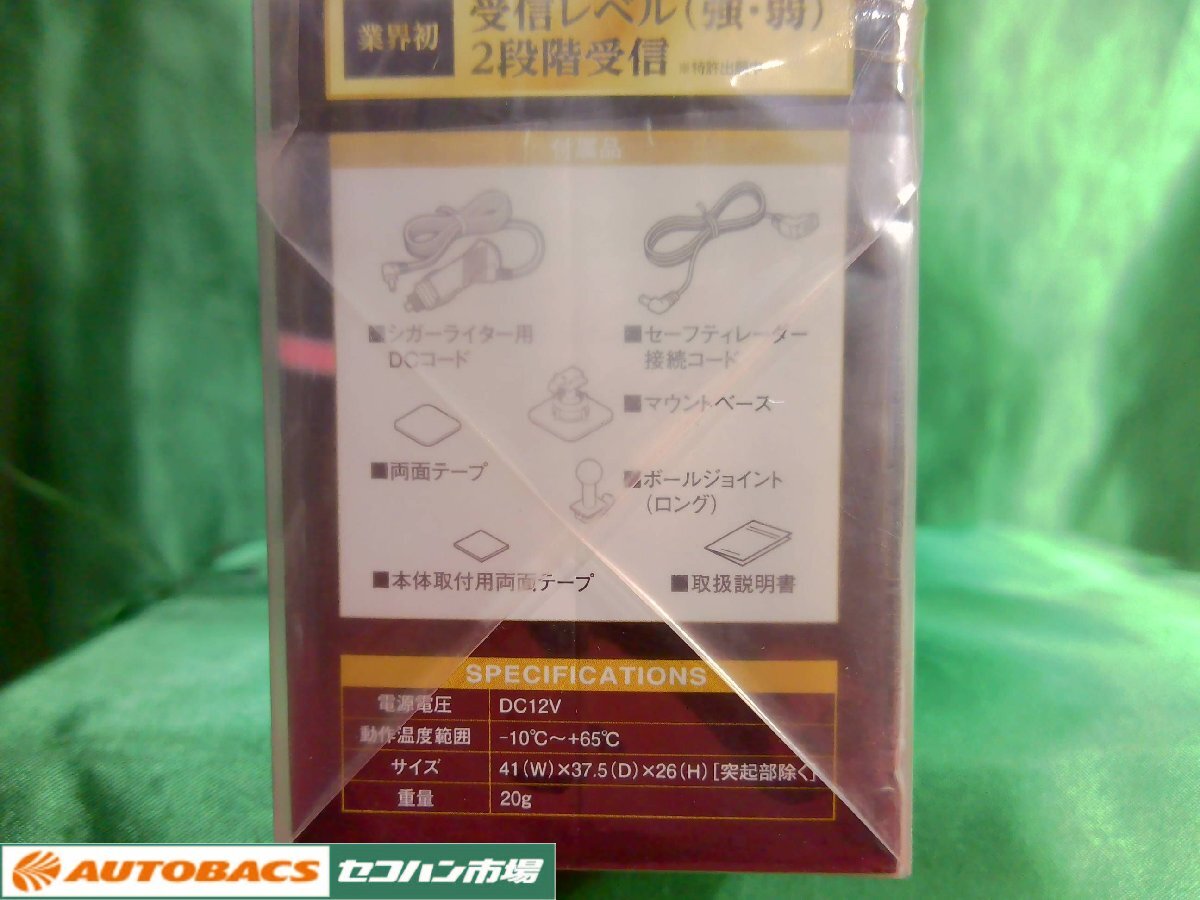 業界初
受信レベル(強・弱)
2段階受信
付属品
■シガーライター用
DCコード
■セーフティレーダー
接続コード
■マウントベース
■両面テープ
■ボールジョイント
(ロング)
■本体取付用両面テープ
■取扱説明書
SPECIFICATIONS
電源電圧 DC12V
動作温度範囲 -10℃～+65℃
サイズ 41(W)×37.5(D)×26(H)[突起部除く]
重量 20g
AUTOBACS セコハン市場